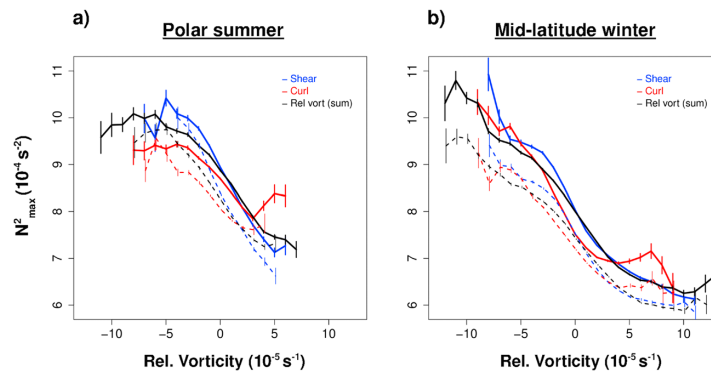 a) Polar summer
b) Mid-latitude winter
N²max (10⁻⁴ s⁻²)
11
10
9
8
7
6
Shear
Curl
Rel vort (sum)
−10 −5 0 5 10
Rel. Vorticity (10⁻⁵ s⁻¹)
11
10
9
8
7
6
Shear
Curl
Rel vort (sum)
−10 −5 0 5 10
Rel. Vorticity (10⁻⁵ s⁻¹)